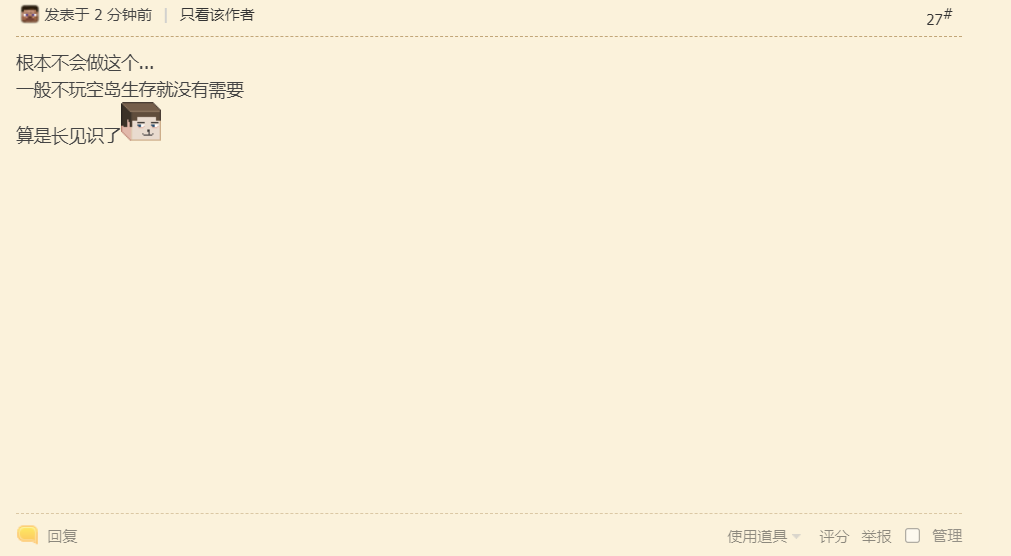 发表于 2 分钟前 | 只看该作者 27#
根本不会做这个...
一般不玩空岛生存就没有需要
算是长见识了
回复 使用道具 评分 举报 管理